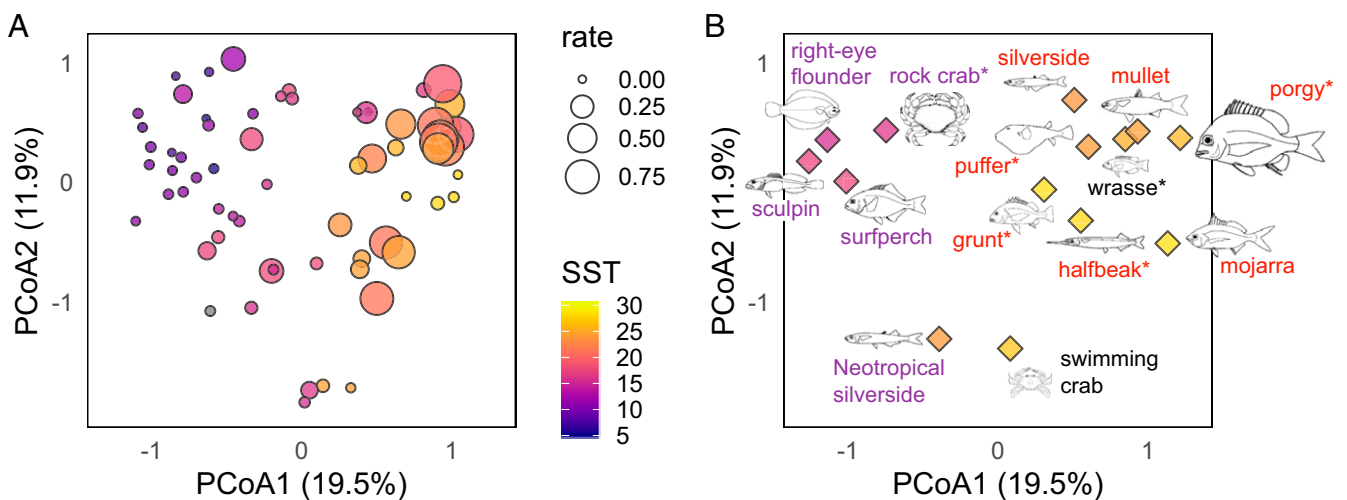 A
1
0
-1
PCoA2 (11.9%)
-1
0
1
PCoA1 (19.5%)
rate
0.00
0.25
0.50
0.75
SST
30
25
20
15
10
5
B
1
0
-1
PCoA2 (11.9%)
-1
0
1
PCoA1 (19.5%)
right-eye
flounder
rock crab*
silverside
mullet
porgy*
puffer*
wrasse*
sculpin
surfperch
grunt*
halfbeak*
mojarra
Neotropical
silverside
swimming
crab